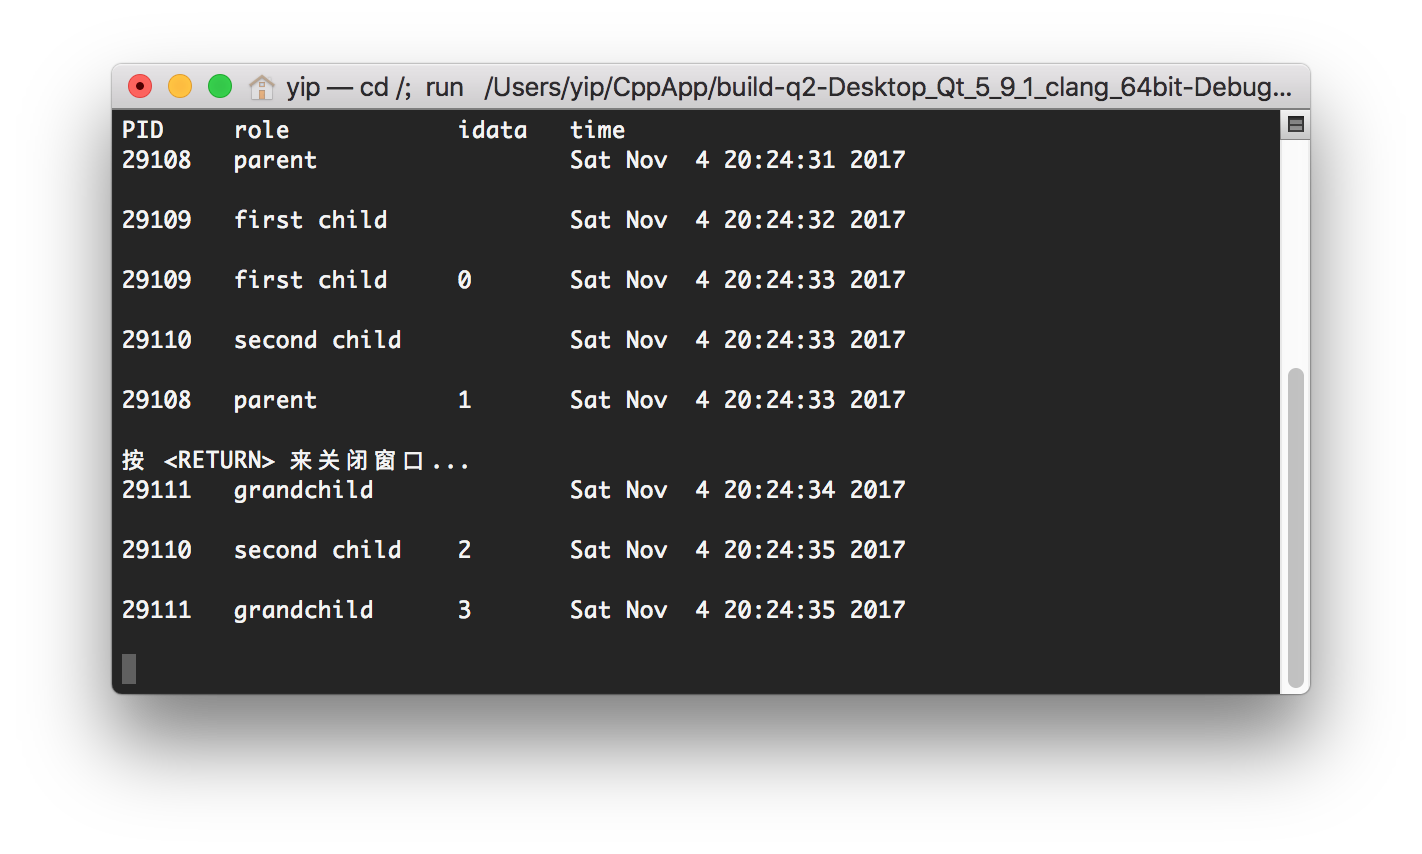 yip — cd /; run /Users/yip/CppApp/build-q2-Desktop_Qt_5_9_1_clang_64bit-Debug...
PID role idata time
29108 parent Sat Nov 4 20:24:31 2017
29109 first child Sat Nov 4 20:24:32 2017
29109 first child 0 Sat Nov 4 20:24:33 2017
29110 second child Sat Nov 4 20:24:33 2017
29108 parent 1 Sat Nov 4 20:24:33 2017
按 <RETURN> 来关闭窗口...
29111 grandchild Sat Nov 4 20:24:34 2017
29110 second child 2 Sat Nov 4 20:24:35 2017
29111 grandchild 3 Sat Nov 4 20:24:35 2017